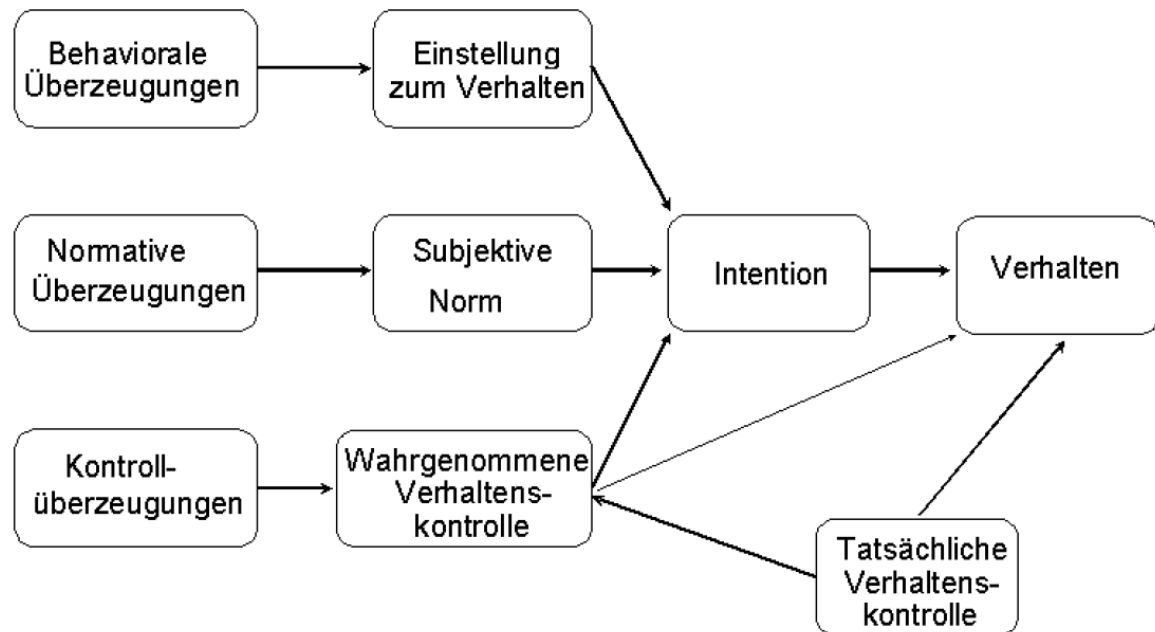 Behaviorale
Überzeugungen
Einstellung
zum Verhalten
Normative
Überzeugungen
Subjektive
Norm
Intention
Verhalten
Kontroll-
überzeugungen
Wahrgenommene
Verhaltens-
kontrolle
Tatsächliche
Verhaltens-
kontrolle